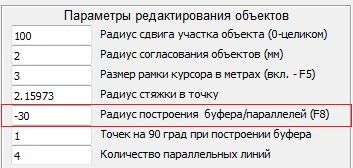 Параметры редактирования объектов
100 Радиус сдвига участка объекта (0-целиком)
2 Радиус согласования объектов (мм)
3 Размер рамки курсора в метрах (вкл. - F5)
2.15973 Радиус стяжки в точку
-30 Радиус построения буфера/параллелей (F8)
1 Точек на 90 град при построении буфера
4 Количество параллельных линий